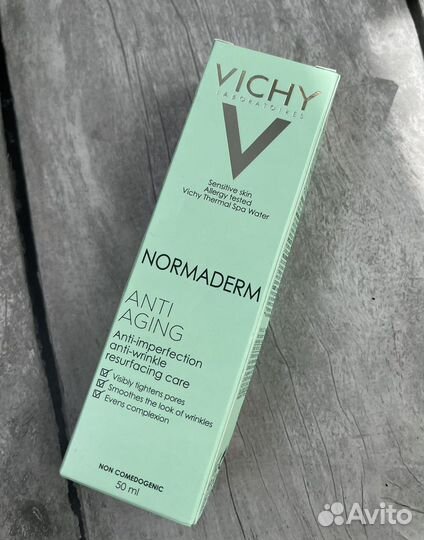 VICHY
LABORATOIRES
V
Sensitive skin
Allergy tested
Vichy Thermal Spa Water
NORMADERM
ANTI
AGING
Anti-imperfection
anti-wrinkle
resurfacing care
Visibly tightens pores
Smoothes the look of wrinkles
Evens complexion
NON COMEDOGENIC
50 ml
Avito